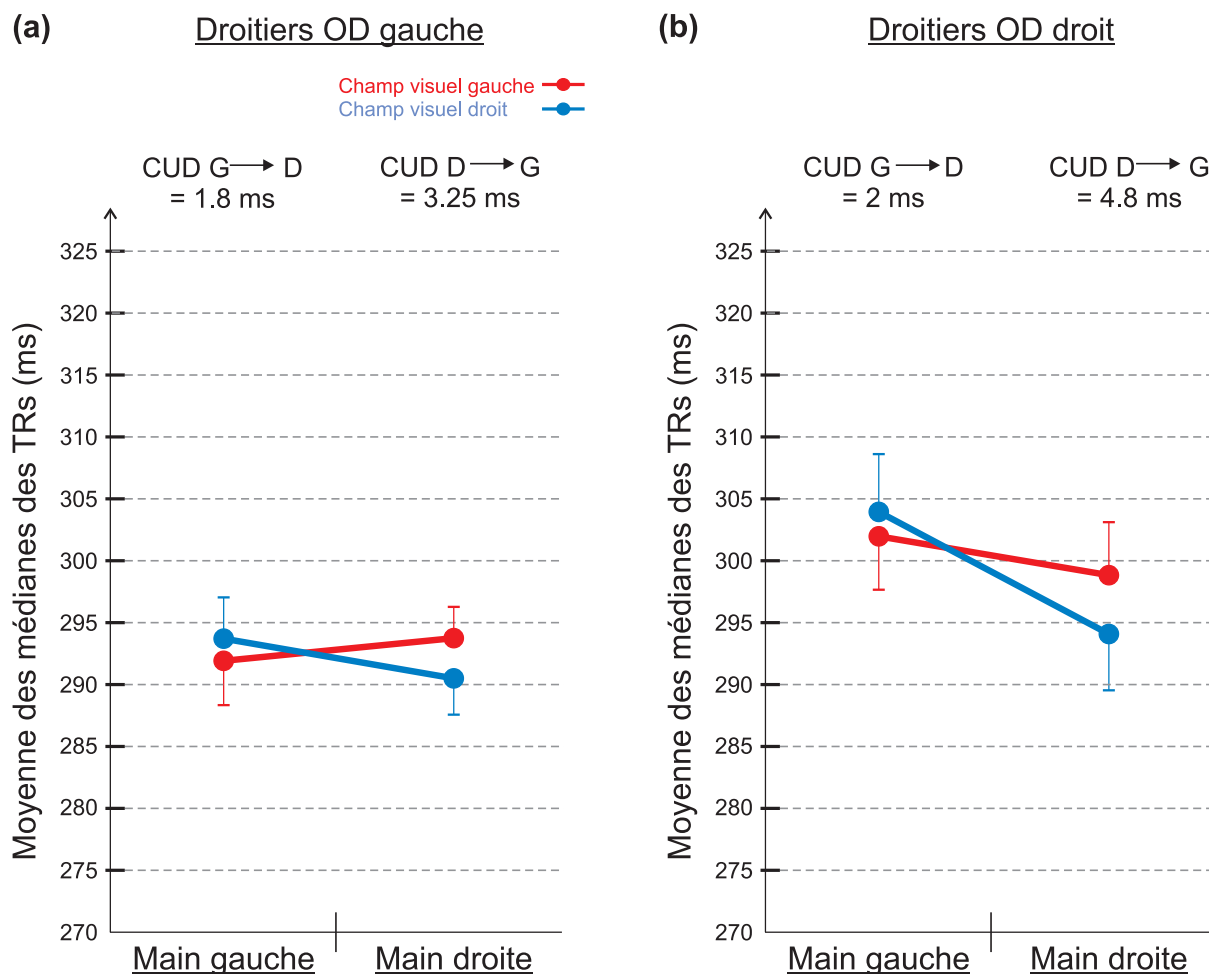 (a) Droitiers OD gauche
Champ visuel gauche
Champ visuel droit
CUD G → D
= 1.8 ms
CUD D → G
= 3.25 ms
Moyenne des médianes des TRs (ms)
325
320
315
310
305
300
295
290
285
280
275
270
Main gauche
Main droite
(b) Droitiers OD droit
CUD G → D
= 2 ms
CUD D → G
= 4.8 ms
Moyenne des médianes des TRs (ms)
325
320
315
310
305
300
295
290
285
280
275
270
Main gauche
Main droite